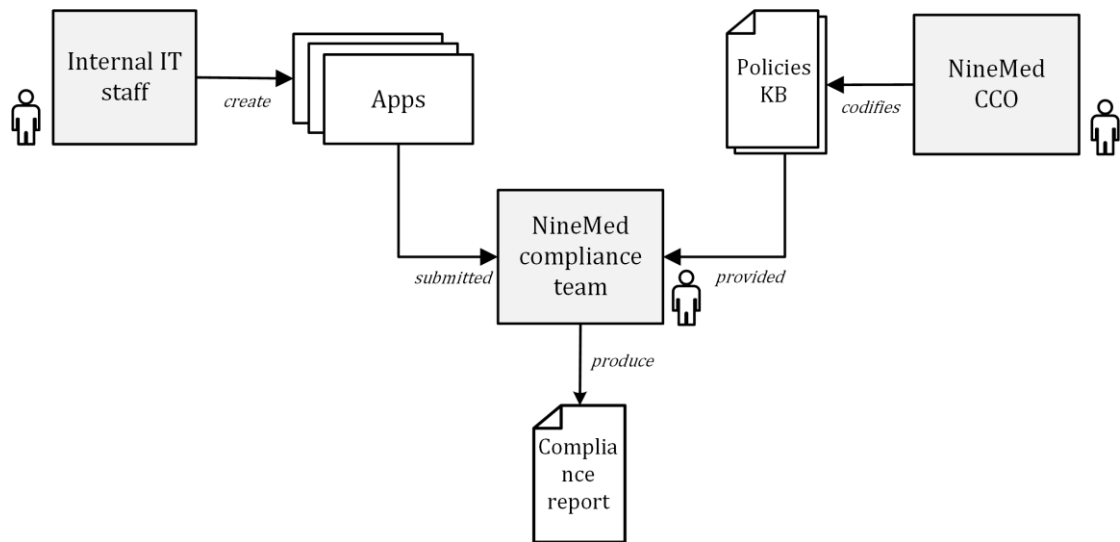 Internal IT
staff
create
Apps
Policies
KB
codifies
NineMed
CCO
submitted
NineMed
compliance
team
provided
produce
Complia
nce
report